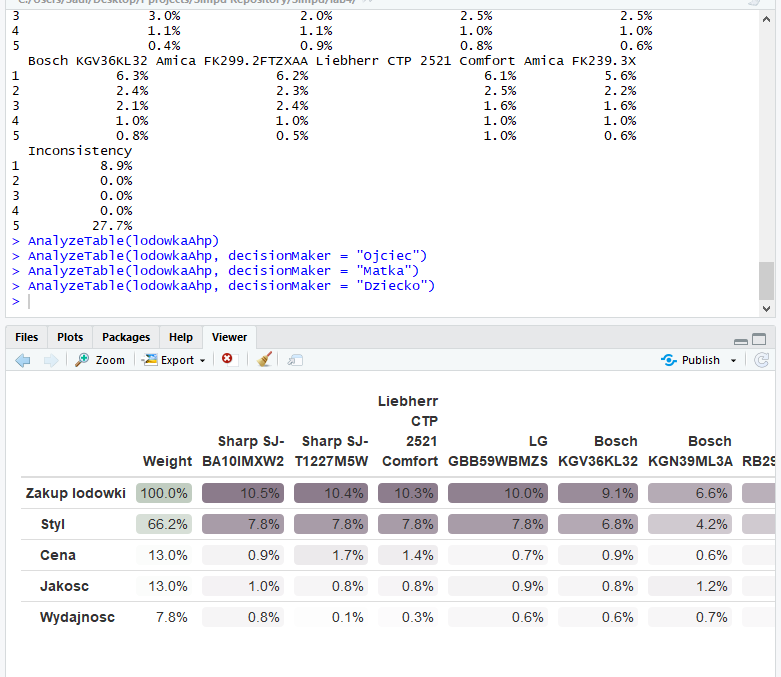 3 3.0% 2.0% 2.5% 2.5%
4 1.1% 1.1% 1.0% 1.0%
5 0.4% 0.9% 0.8% 0.6%
Bosch KGV36KL32 Amica FK299.2FTZXAA Liebherr CTP 2521 Comfort Amica FK239.3X
1 6.3% 6.2% 6.1% 5.6%
2 2.4% 2.3% 2.5% 2.2%
3 2.1% 2.4% 1.6% 1.6%
4 1.0% 1.0% 1.0% 1.0%
5 0.8% 0.5% 1.0% 0.6%
Inconsistency
1 8.9%
2 0.0%
3 0.0%
4 0.0%
5 27.7%
> AnalyzeTable(lodowkaAhp)
> AnalyzeTable(lodowkaAhp, decisionMaker = "Ojciec")
> AnalyzeTable(lodowkaAhp, decisionMaker = "Matka")
> AnalyzeTable(lodowkaAhp, decisionMaker = "Dziecko")
>
Files Plots Packages Help Viewer
Zoom Export Publish
Liebherr
CTP
Sharp SJ- Sharp SJ- 2521 LG Bosch Bosch
Weight BA10IMXW2 T1227M5W Comfort GBB59WBMZS KGV36KL32 KGN39ML3A RB29
Zakup lodowki 100.0% 10.5% 10.4% 10.3% 10.0% 9.1% 6.6%
Styl 66.2% 7.8% 7.8% 7.8% 7.8% 6.8% 4.2%
Cena 13.0% 0.9% 1.7% 1.4% 0.7% 0.9% 0.6%
Jakosc 13.0% 1.0% 0.8% 0.8% 0.9% 0.8% 1.2%
Wydajnosc 7.8% 0.8% 0.1% 0.3% 0.6% 0.6% 0.7%